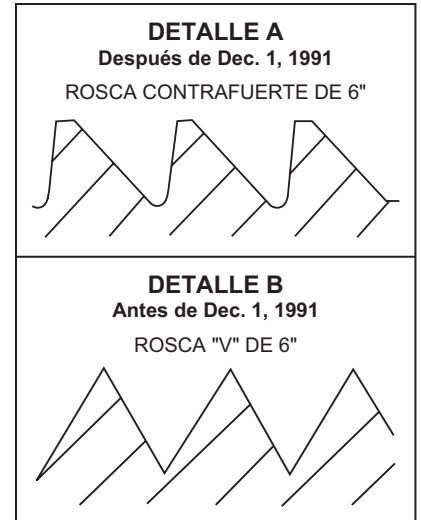 DETALLE A
Después de Dec. 1, 1991
ROSCA CONTRAFUERTE DE 6"
DETALLE B
Antes de Dec. 1, 1991
ROSCA "V" DE 6"